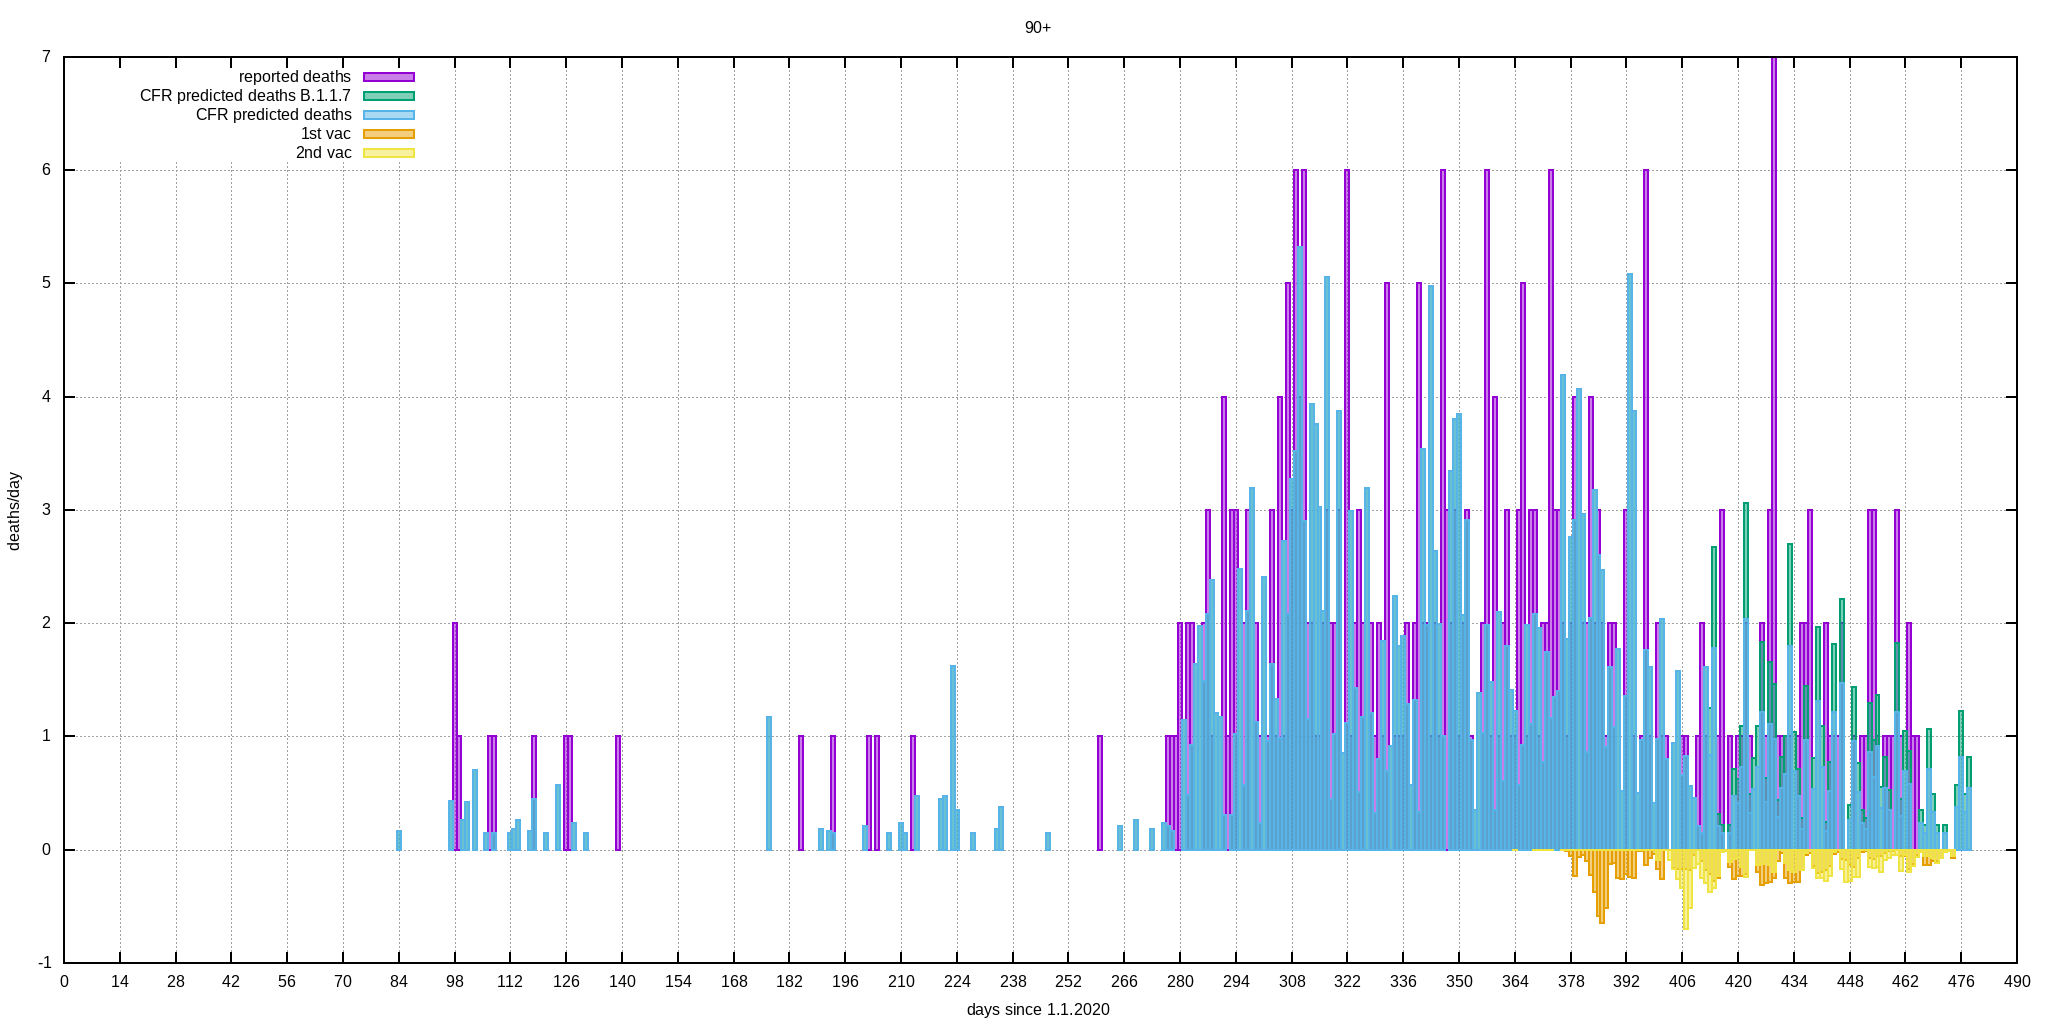 90+
7
6
5
4
3
2
1
0
-1
deaths/day
reported deaths
CFR predicted deaths B.1.1.7
CFR predicted deaths
1st vac
2nd vac
0 14 28 42 56 70 84 98 112 126 140 154 168 182 196 210 224 238 252 266 280 294 308 322 336 350 364 378 392 406 420 434 448 462 476 490
days since 1.1.2020